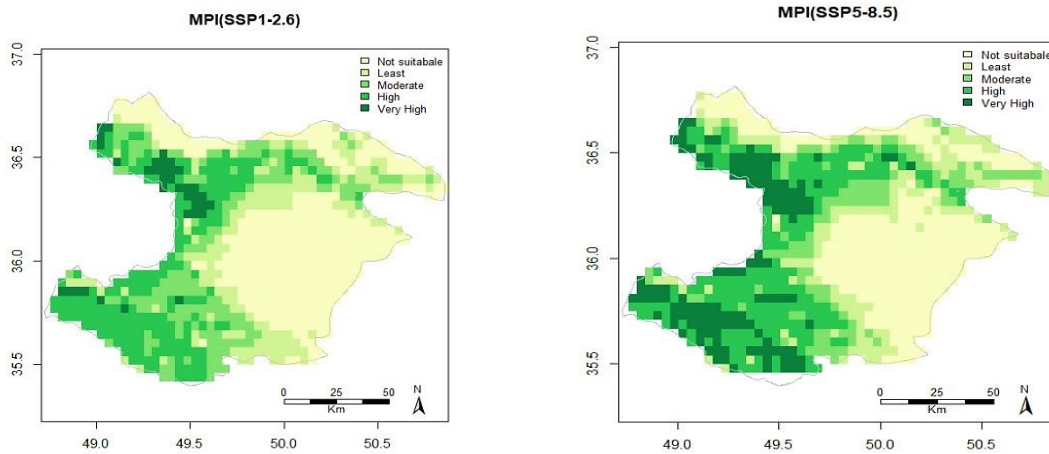 MPI(SSP1-2.6)
37.0
36.5
36.0
35.5
Not suitabale
Least
Moderate
High
Very High
0 25 50
Km
N
49.0 49.5 50.0 50.5
MPI(SSP5-8.5)
37.0
36.5
36.0
35.5
Not suitabale
Least
Moderate
High
Very High
0 25 50
Km
N
49.0 49.5 50.0 50.5